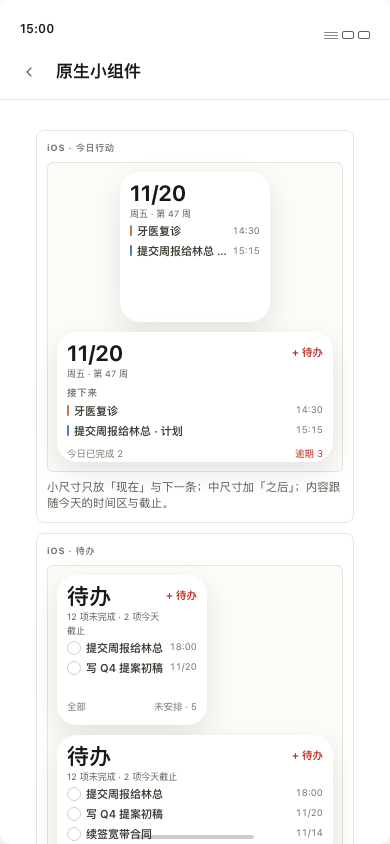 15:00
原生小组件
iOS · 今日行动
11/20
周五 · 第 47 周
牙医复诊 14:30
提交周报给林总 ... 15:15
11/20 + 待办
周五 · 第 47 周
接下来
牙医复诊 14:30
提交周报给林总 · 计划 15:15
今日已完成 2 逾期 3
小尺寸只放「现在」与下一条；中尺寸加「之后」；内容跟
随今天的时间区与截止。
iOS · 待办
待办 + 待办
12 项未完成 · 2 项今天
截止
提交周报给林总 18:00
写 Q4 提案初稿 11/20
全部 未安排 · 5
待办 + 待办
12 项未完成 · 2 项今天截止
提交周报给林总 18:00
写 Q4 提案初稿 11/20
续签宽带合同 11/14